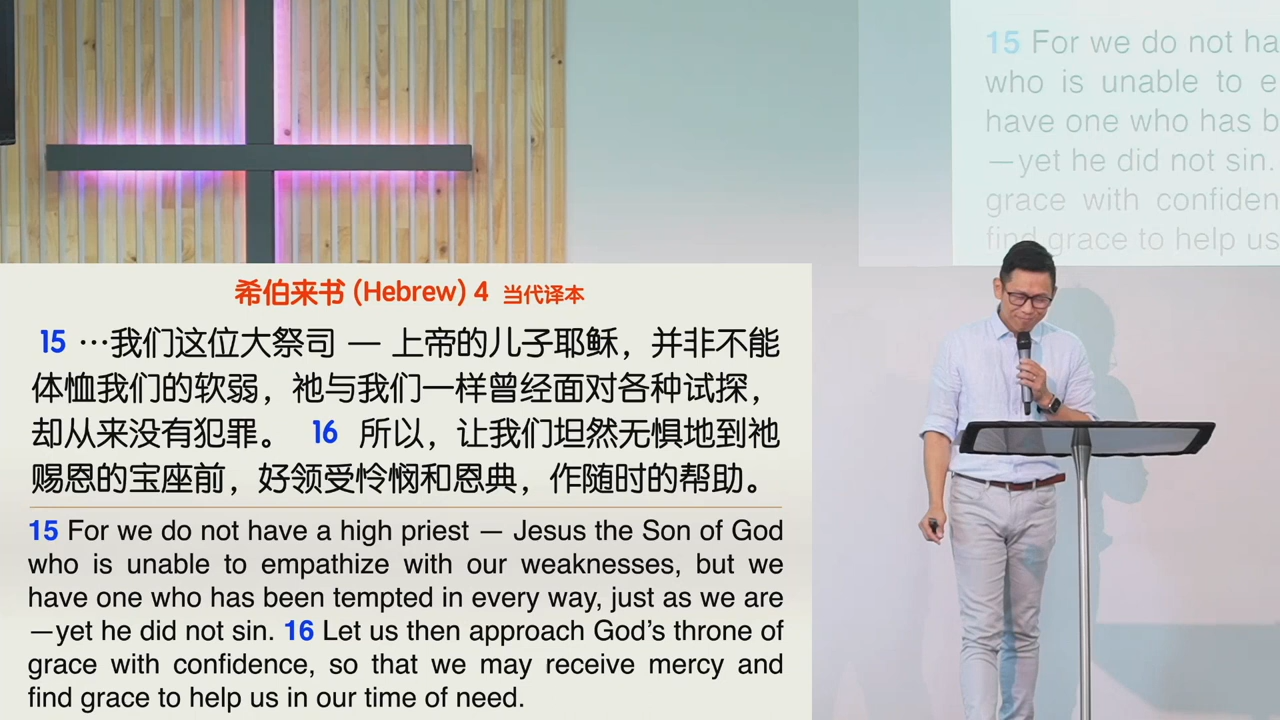 15 For we do not ha
who is unable to e
have one who has b
—yet he did not sin.
grace with confiden
find grace to help us
希伯来书 (Hebrew) 4 当代译本
15 …我们这位大祭司 — 上帝的儿子耶稣，并非不能
体恤我们的软弱，祂与我们一样曾经面对各种试探，
却从来没有犯罪。 16 所以，让我们坦然无惧地到祂
赐恩的宝座前，好领受怜悯和恩典，作随时的帮助。
15 For we do not have a high priest — Jesus the Son of God
who is unable to empathize with our weaknesses, but we
have one who has been tempted in every way, just as we are
—yet he did not sin. 16 Let us then approach God’s throne of
grace with confidence, so that we may receive mercy and
find grace to help us in our time of need.